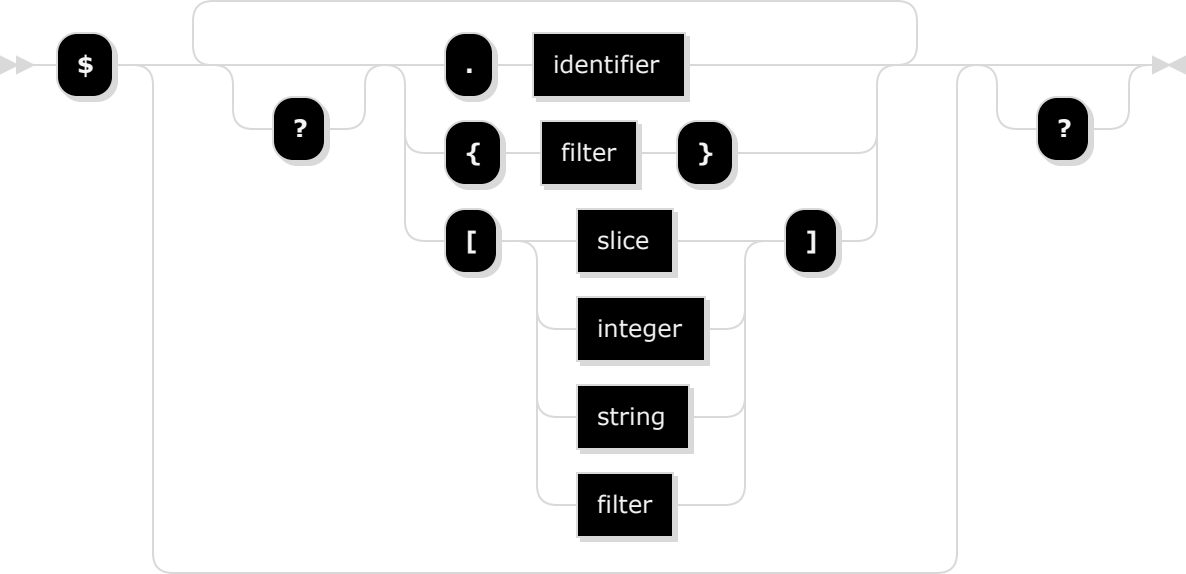 $ . identifier
? ?
{ filter }
[ slice ]
integer
string
filter